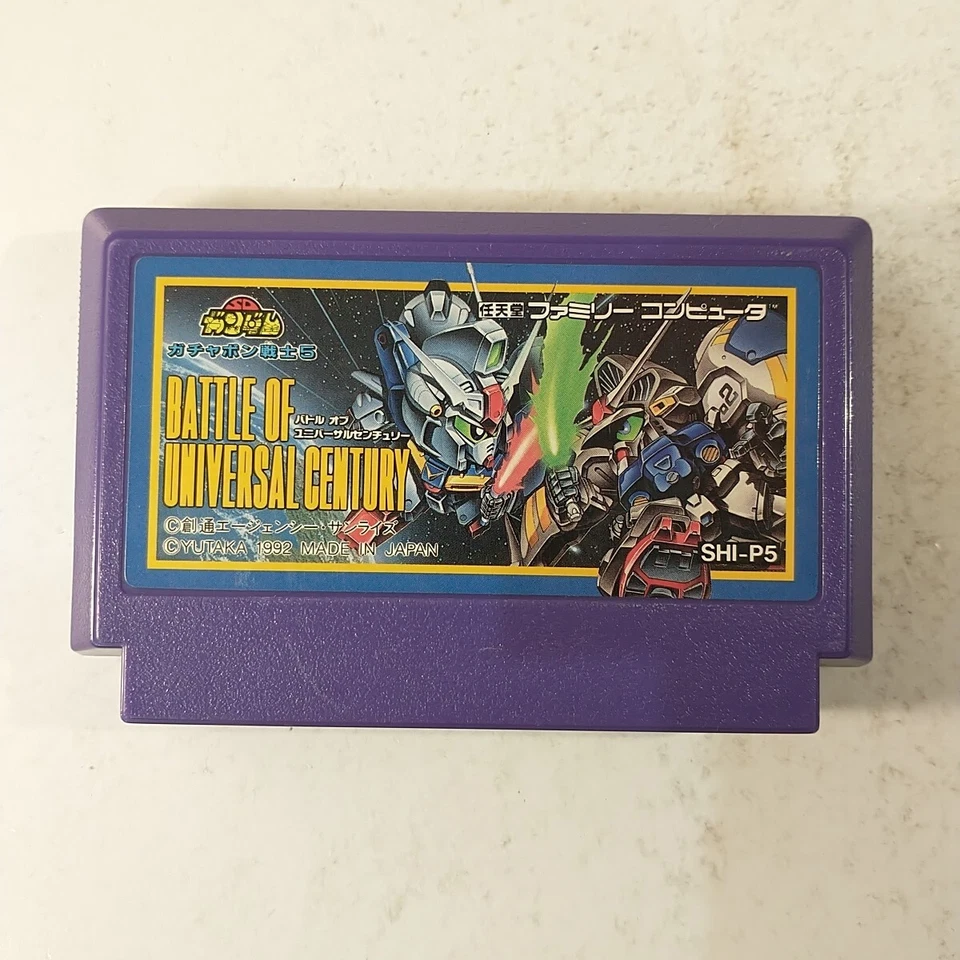 任天堂 ファミリー コンピュータ™
SD
ガンダム
ガチャポン戦士5
BATTLE OF
バトル オブ
ユニバーサルセンチュリー
UNIVERSAL CENTURY
©創通エージェンシー・サンライズ
©YUTAKA 1992 MADE IN JAPAN
SHI-P5
2